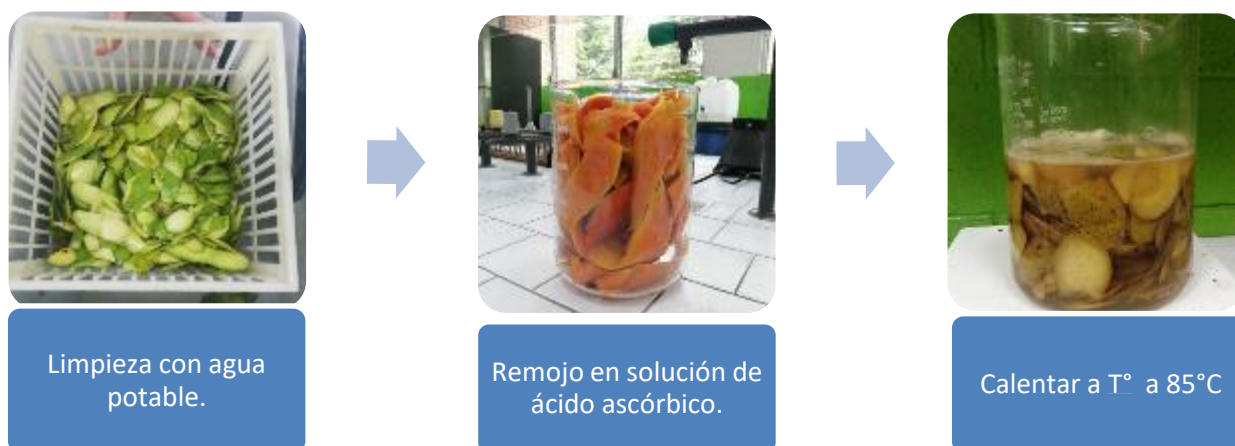 Limpieza con agua
potable.
Remojo en solución de
ácido ascórbico.
Calentar a T° a 85°C